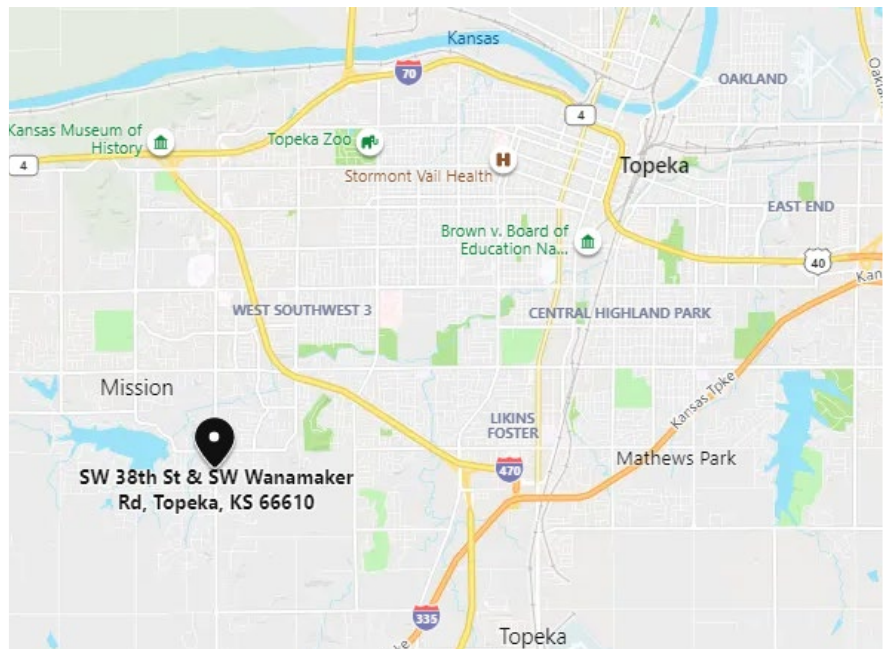 Kansas
70
OAKLAND
Kansas Museum of
History
Topeka Zoo
4
4
Stormont Vail Health
Topeka
EAST END
Brown v. Board of
Education Na...
40
WEST SOUTHWEST 3
CENTRAL HIGHLAND PARK
Mission
Kansas Tpke
LIKINS
FOSTER
Mathews Park
470
SW 38th St & SW Wanamaker
Rd, Topeka, KS 66610
335
Topeka